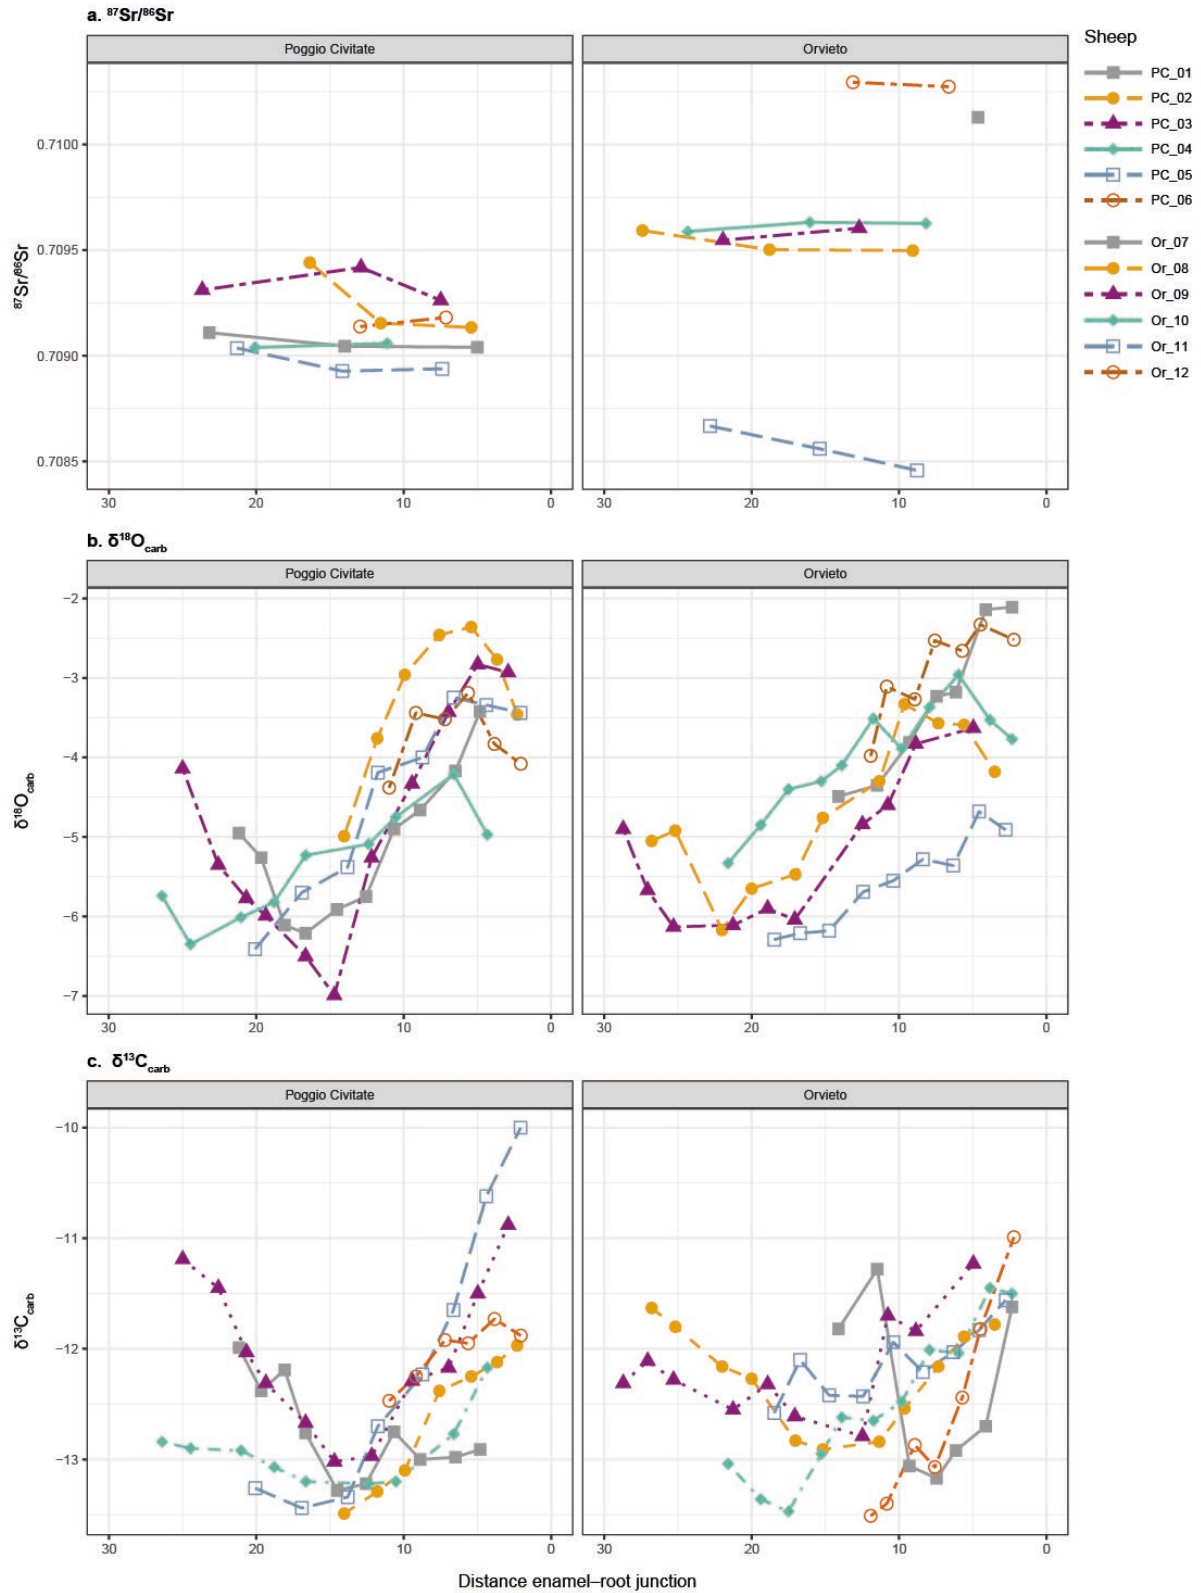 a. ⁸⁷Sr/⁸⁶Sr
Poggio Civitate
Orvieto
⁸⁷Sr/⁸⁶Sr
0.7100
0.7095
0.7090
0.7085
30 20 10 0
30 20 10 0
Sheep
PC_01
PC_02
PC_03
PC_04
PC_05
PC_06
Or_07
Or_08
Or_09
Or_10
Or_11
Or_12
b. δ¹⁸Ocarb
Poggio Civitate
Orvieto
δ¹⁸Ocarb
−2
−3
−4
−5
−6
−7
30 20 10 0
30 20 10 0
c. δ¹³Ccarb
Poggio Civitate
Orvieto
δ¹³Ccarb
−10
−11
−12
−13
30 20 10 0
30 20 10 0
Distance enamel–root junction